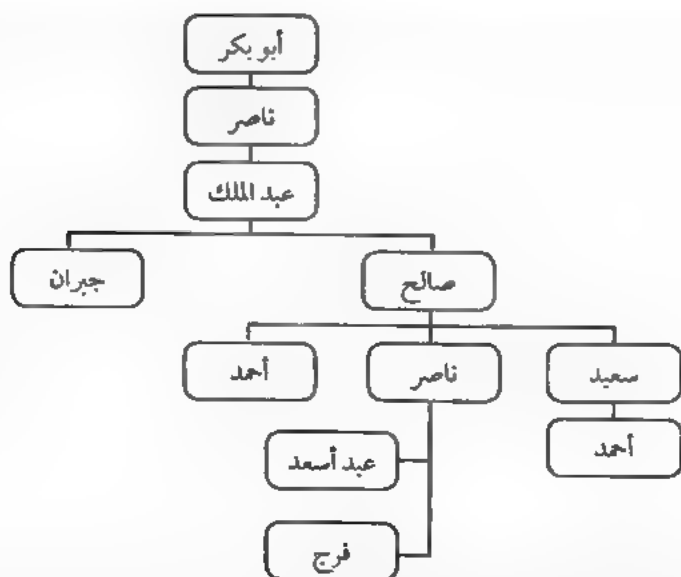 أبو بكر
ناصر
عبد الملك
صالح
جبران
سعيد
ناصر
أحمد
أحمد
عبد أسعد
فرج